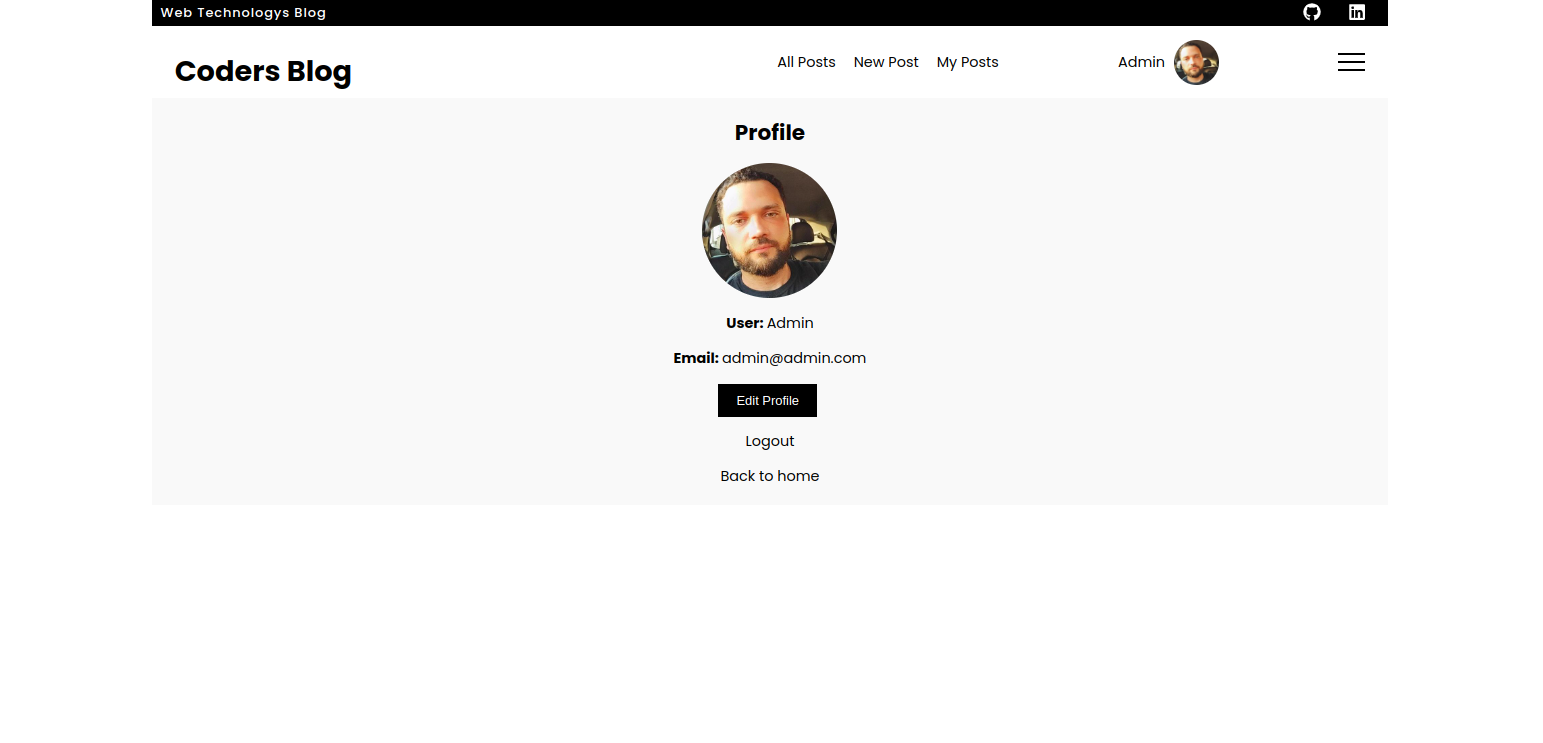 Web Technologys Blog
Coders Blog
All Posts New Post My Posts
Admin
Profile
User: Admin
Email: admin@admin.com
Edit Profile
Logout
Back to home